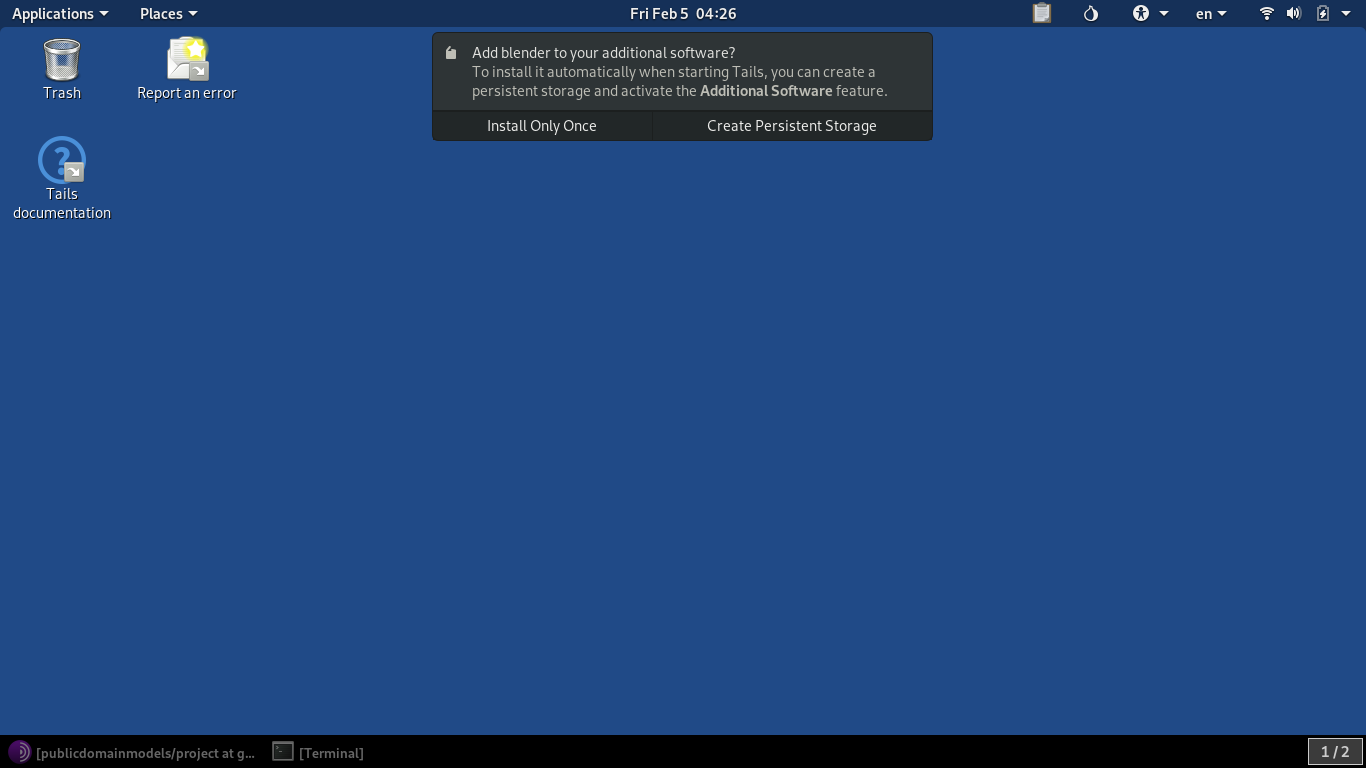 Applications Places Fri Feb 5 04:26 en
Trash
Report an error
Tails
documentation
Add blender to your additional software?
To install it automatically when starting Tails, you can create a
persistent storage and activate the Additional Software feature.
Install Only Once Create Persistent Storage
[publicdomainmodels/project at g... [Terminal] 1 / 2